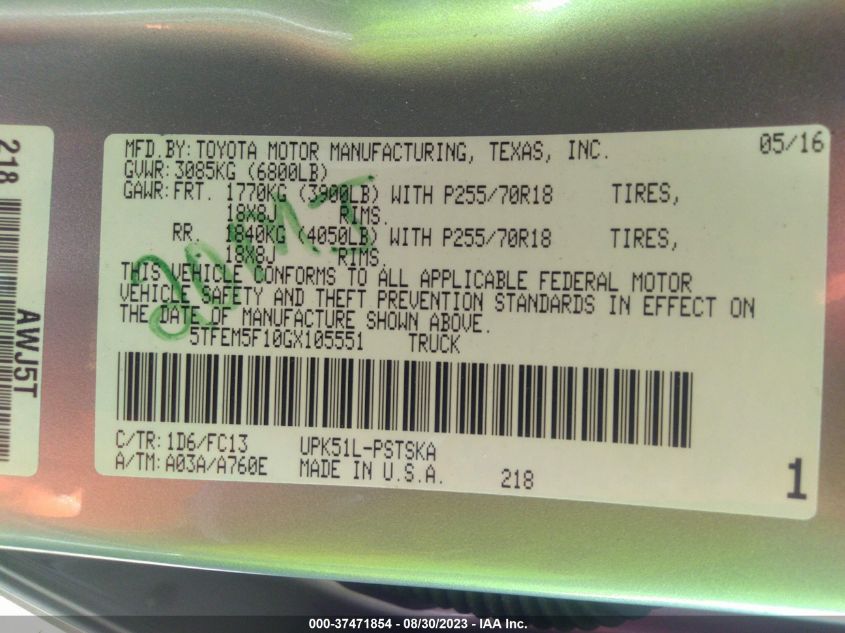 218
AWJ5T
MFD.BY:TOYOTA MOTOR MANUFACTURING, TEXAS, INC. 05/16
GVWR:3085KG (6800LB)
GAWR:FRT. 1770KG (3900LB) WITH P255/70R18 TIRES,
18X8J RIMS.
RR. 1840KG (4050LB) WITH P255/70R18 TIRES,
18X8J RIMS.
THIS VEHICLE CONFORMS TO ALL APPLICABLE FEDERAL MOTOR
VEHICLE SAFETY AND THEFT PREVENTION STANDARDS IN EFFECT ON
THE DATE OF MANUFACTURE SHOWN ABOVE.
5TFEM5F10GX105551 TRUCK
C/TR:1D6/FC13 UPK51L-PSTSKA
A/TM:A03A/A760E MADE IN U.S.A. 218 1
000-37471854 - 08/30/2023 - IAA Inc.